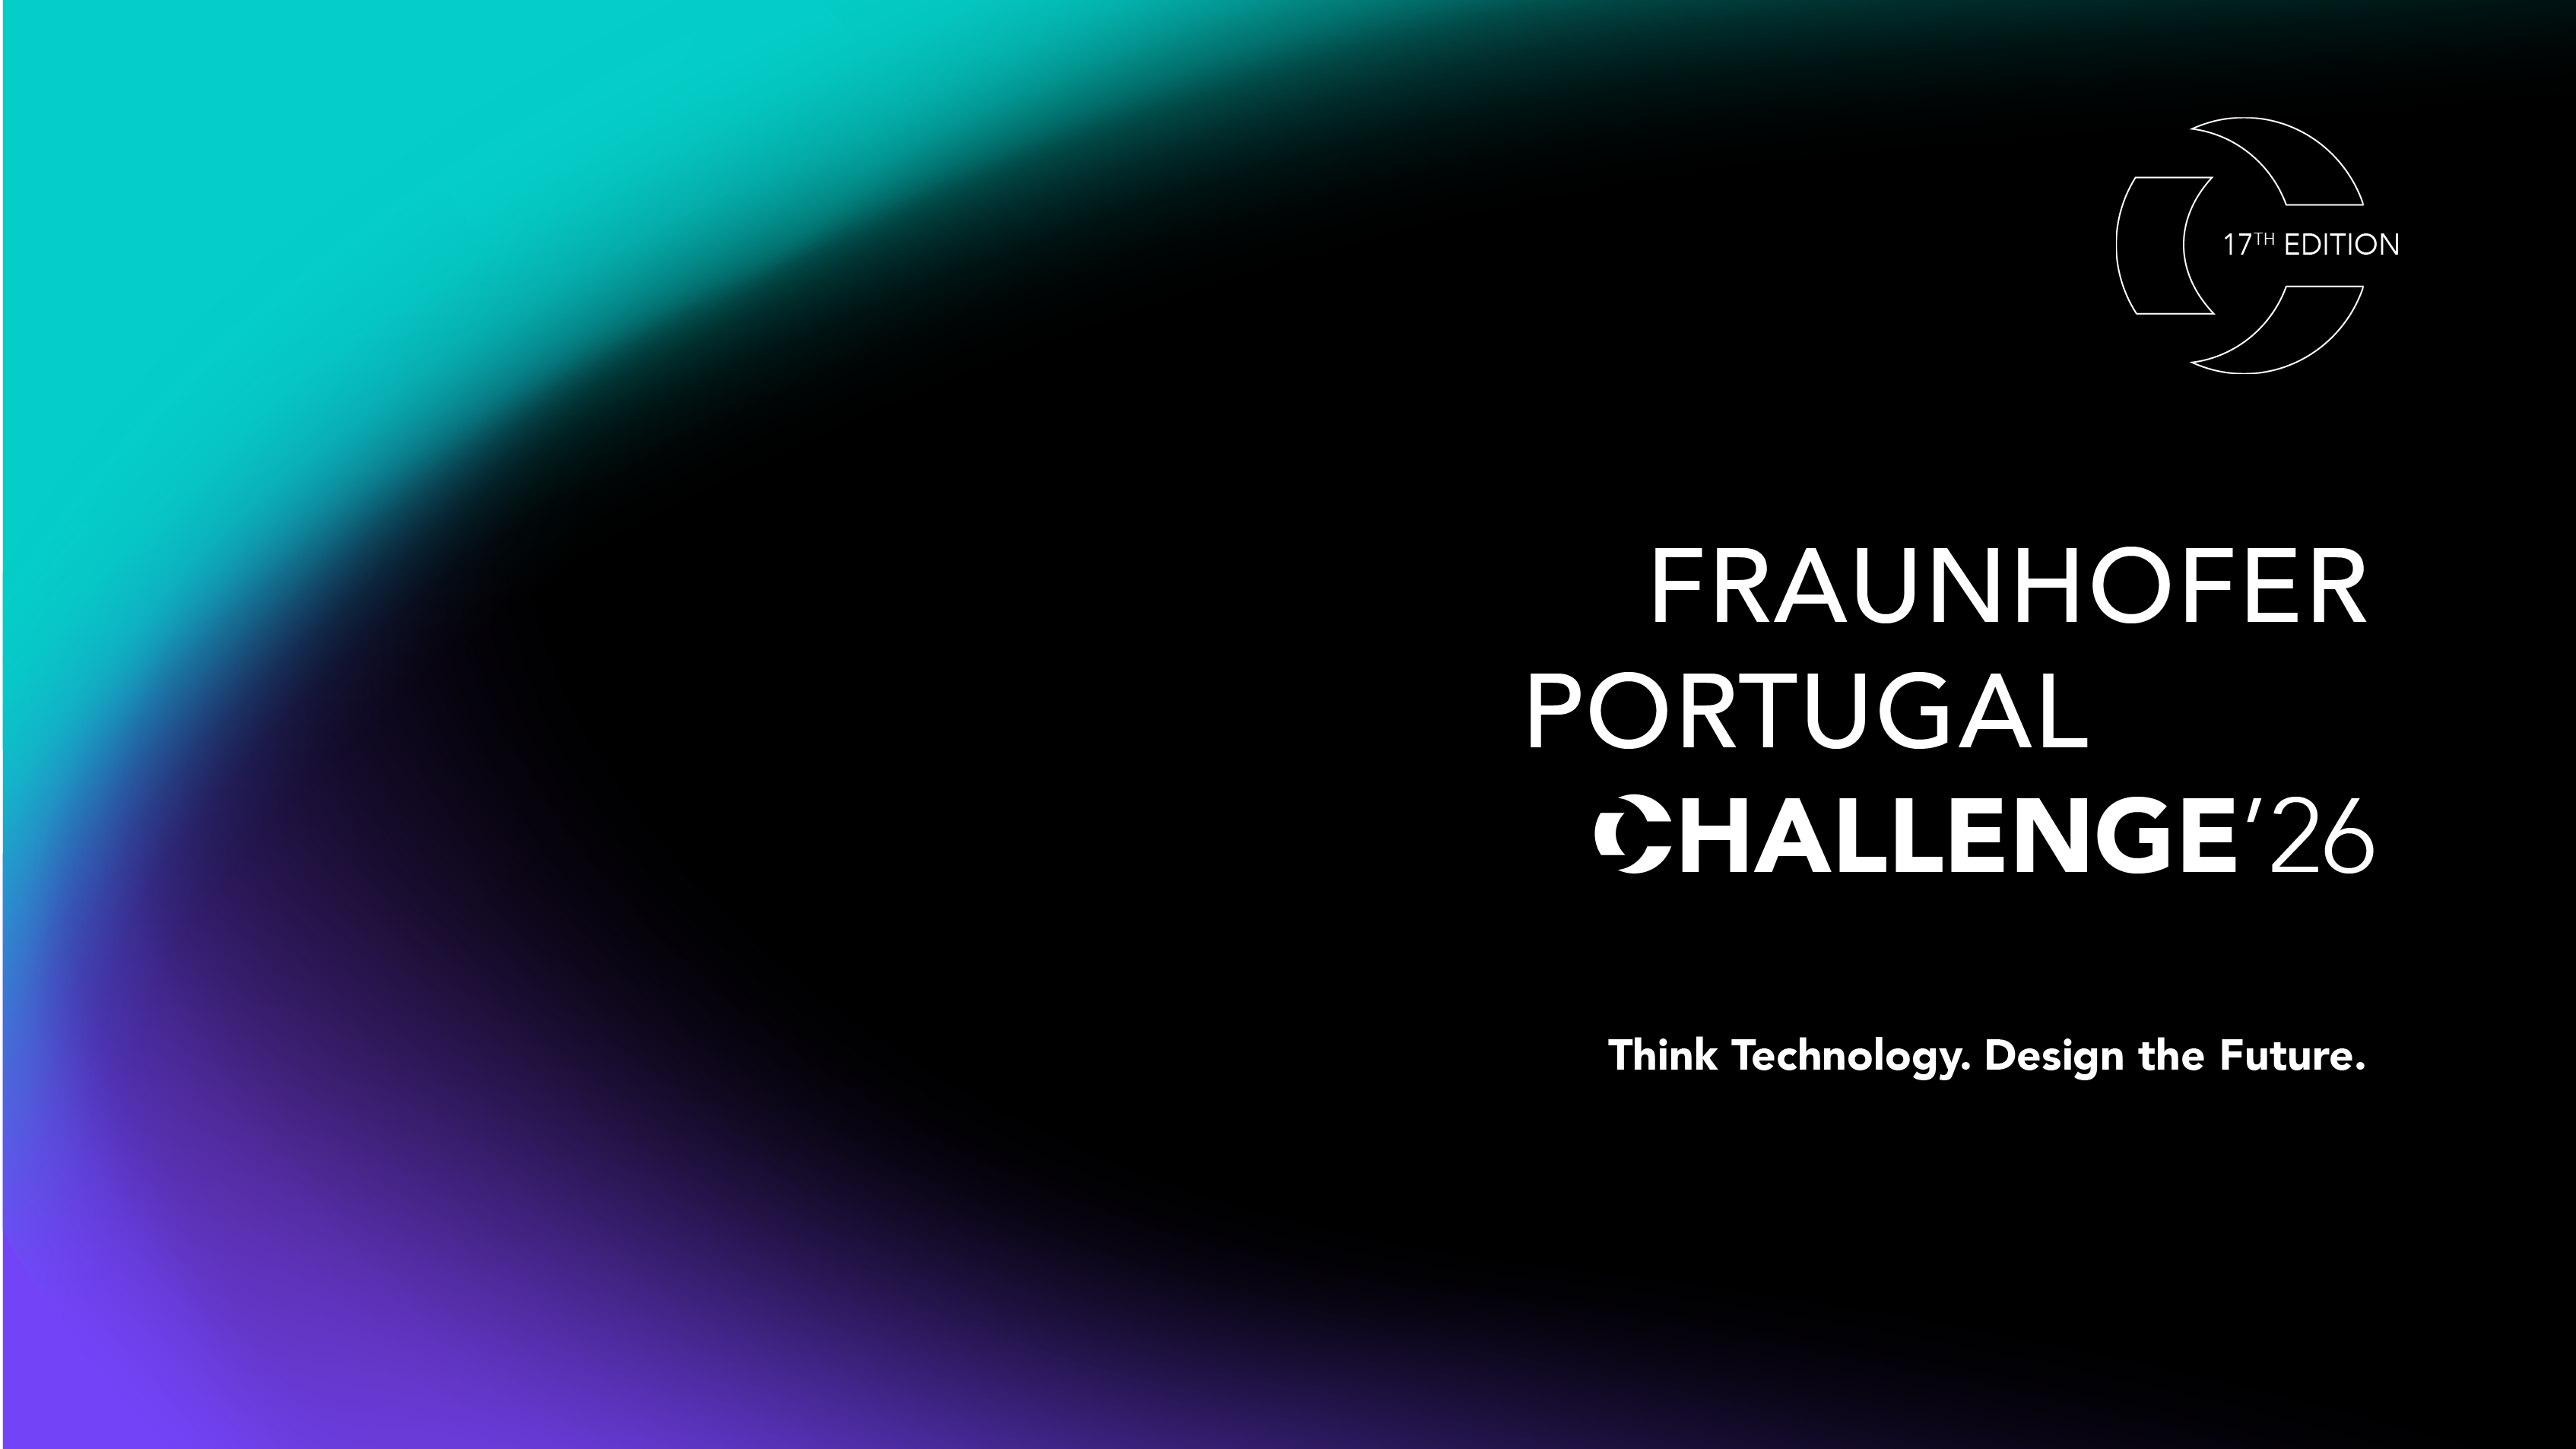 17TH EDITION
FRAUNHOFER
PORTUGAL
CHALLENGE'26
Think Technology. Design the Future.